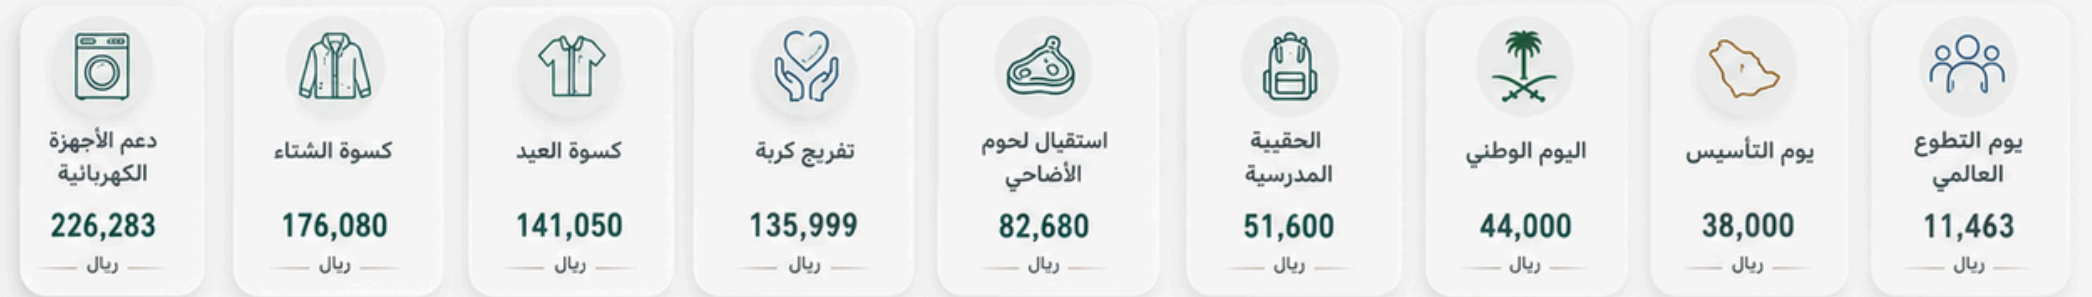 يوم التطوع
العالمي
11,463
ريال
يوم التأسيس
38,000
ريال
اليوم الوطني
44,000
ريال
الحقيبة
المدرسية
51,600
ريال
استقبال لحوم
الأضاحي
82,680
ريال
تفريج كربة
135,999
ريال
كسوة العيد
141,050
ريال
كسوة الشتاء
176,080
ريال
دعم الأجهزة
الكهربائية
226,283
ريال